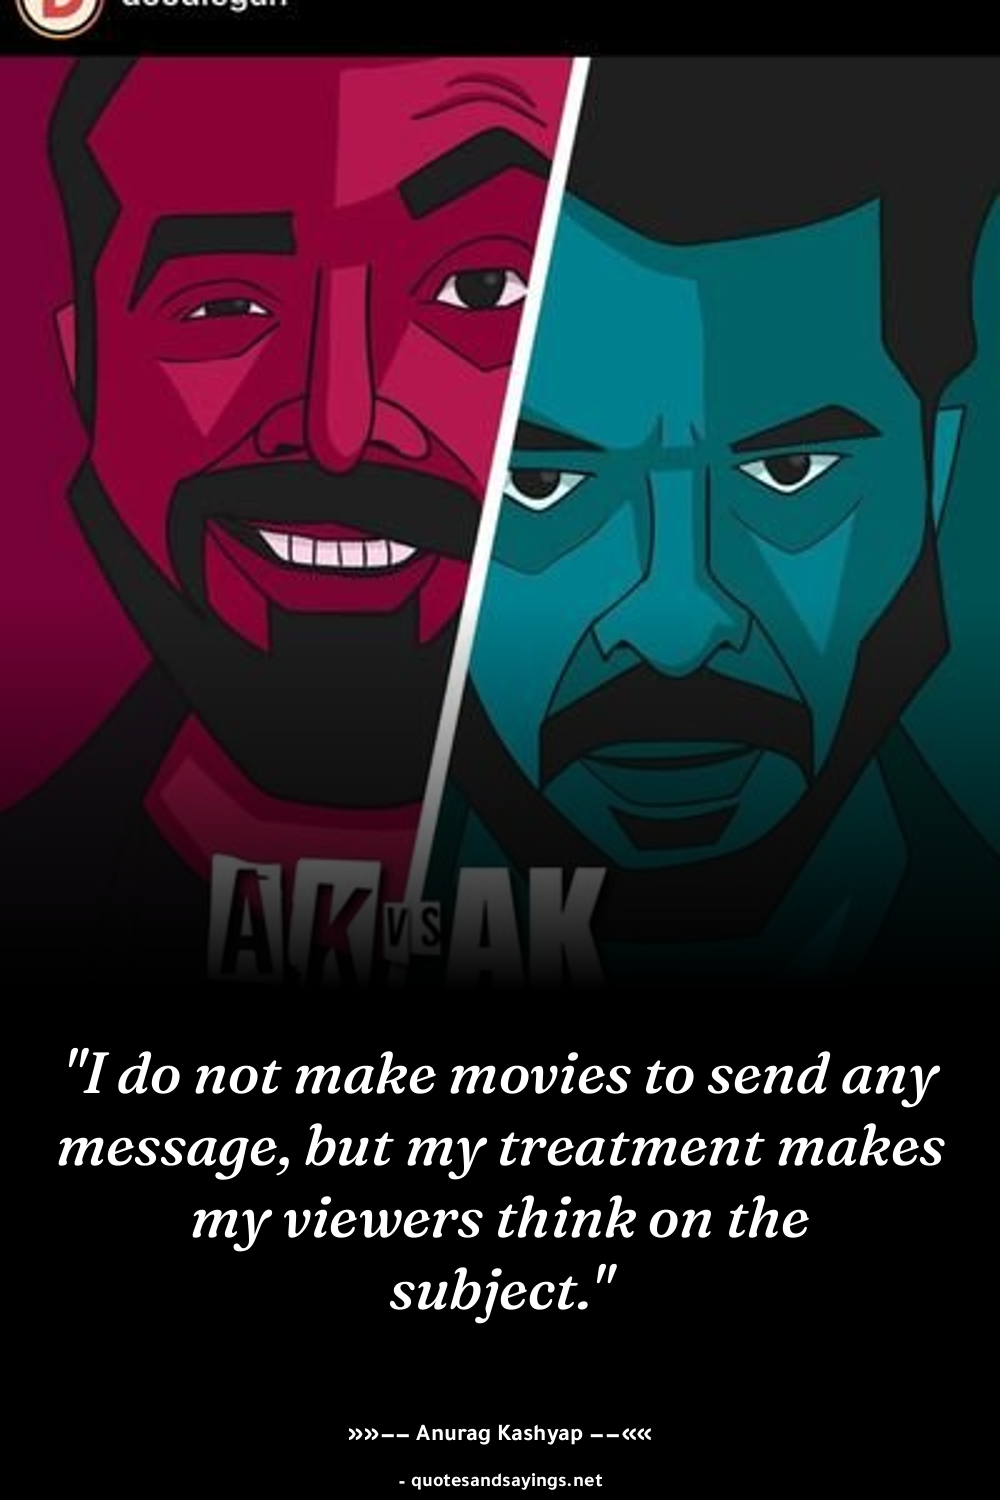 AK VS AK
"I do not make movies to send any
message, but my treatment makes
my viewers think on the
subject."
»»-- Anurag Kashyap --««
- quotesandsayings.net